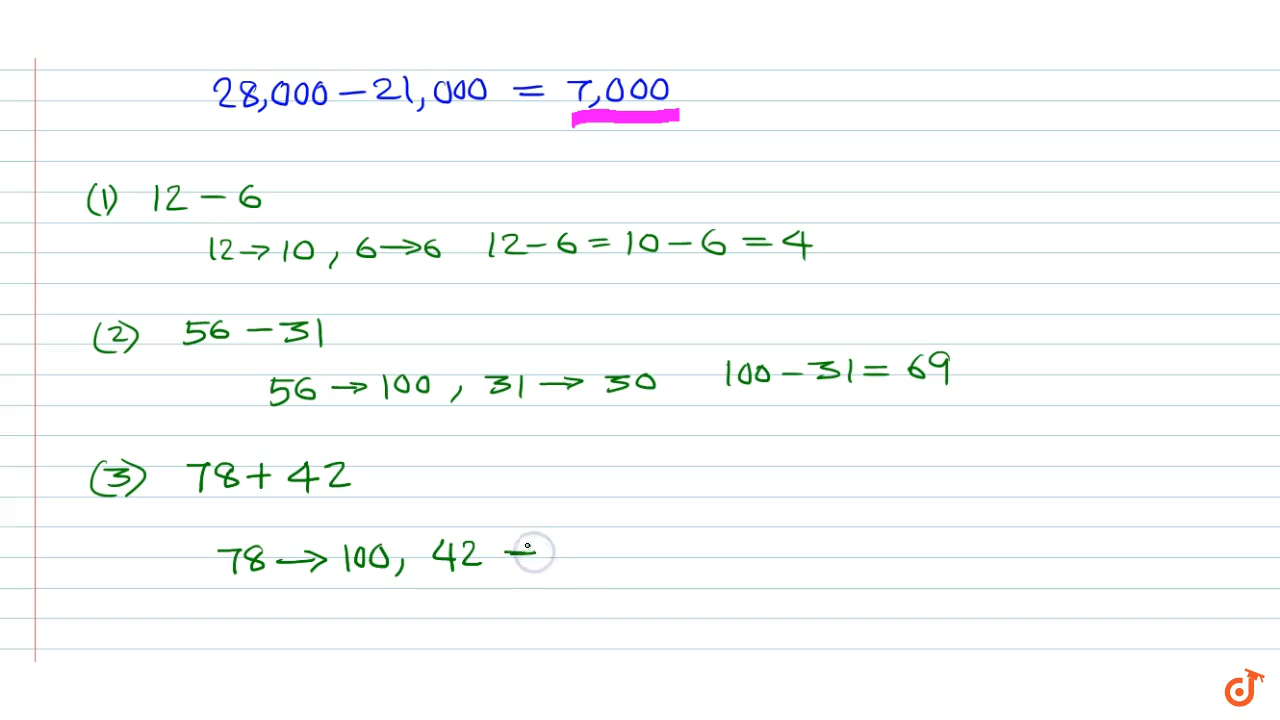 28,000 – 21,000 = 7,000
(1) 12 – 6
12 → 10 , 6 → 6 12 – 6 = 10 – 6 = 4
(2) 56 – 31
56 → 100 , 31 → 30 100 – 31 = 69
(3) 78 + 42
78 → 100, 42 –